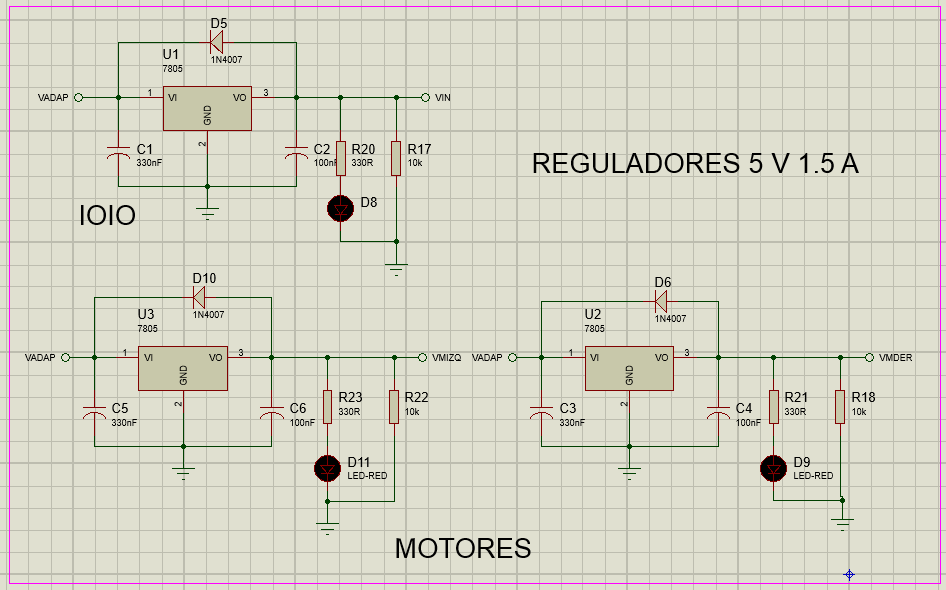 D5
U1
7805
1N4007
VADAP
1
VI
VO
3
VIN
GND
2
C1
330nF
C2
100nF
R20
330R
R17
10k
D8
REGULADORES 5 V 1.5 A
IOIO
D10
U3
7805
1N4007
VADAP
1
VI
VO
3
VMIZQ
GND
2
C5
330nF
C6
100nF
R23
330R
R22
10k
D11
LED-RED
D6
U2
7805
1N4007
VADAP
1
VI
VO
3
VMDER
GND
2
C3
330nF
C4
100nF
R21
330R
R18
10k
D9
LED-RED
MOTORES